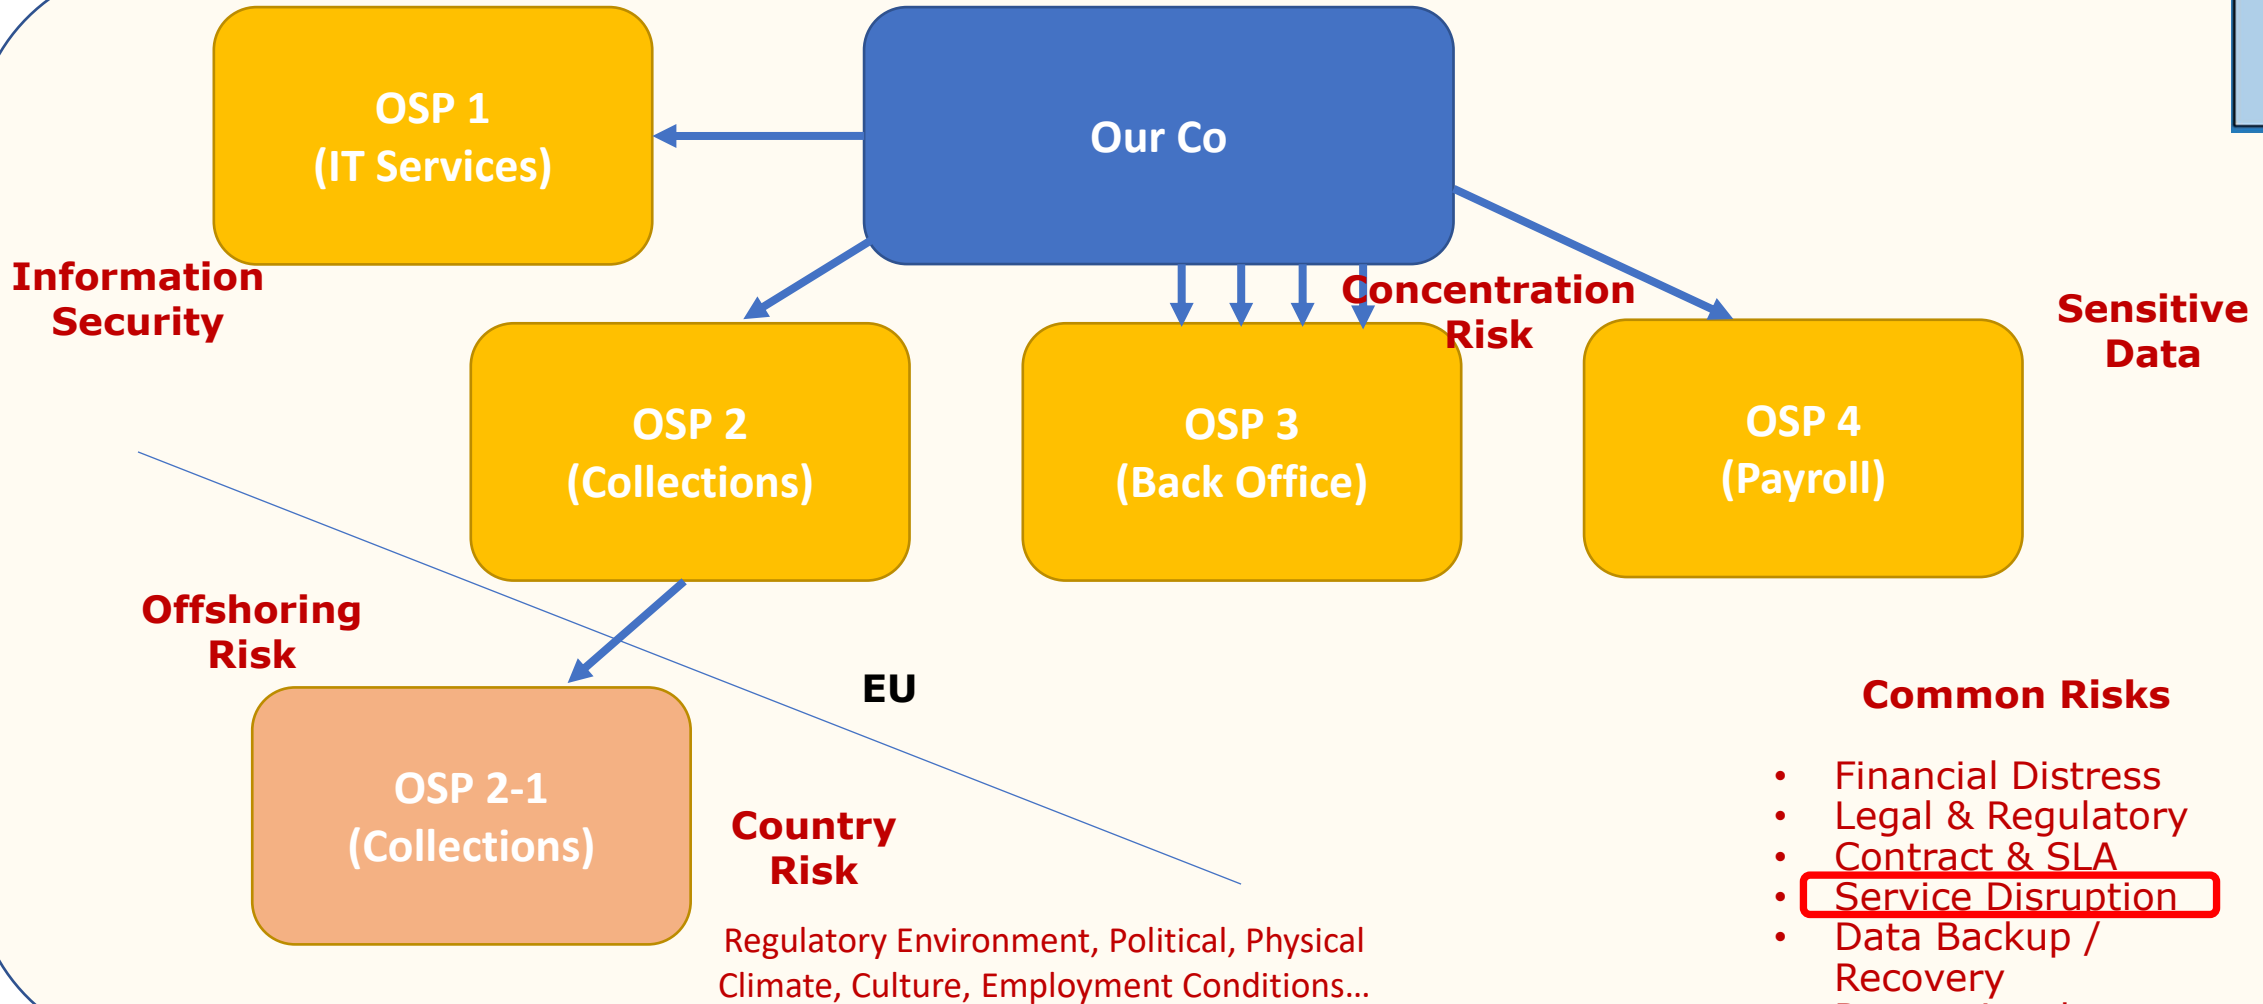 OSP 1
(IT Services)
Our Co
Information
Security
Concentration
Risk
Sensitive
Data
OSP 2
(Collections)
OSP 3
(Back Office)
OSP 4
(Payroll)
Offshoring
Risk
EU
Common Risks
OSP 2-1
(Collections)
Country
Risk
Regulatory Environment, Political, Physical
Climate, Culture, Employment Conditions...
• Financial Distress
• Legal & Regulatory
• Contract & SLA
• Service Disruption
• Data Backup /
Recovery